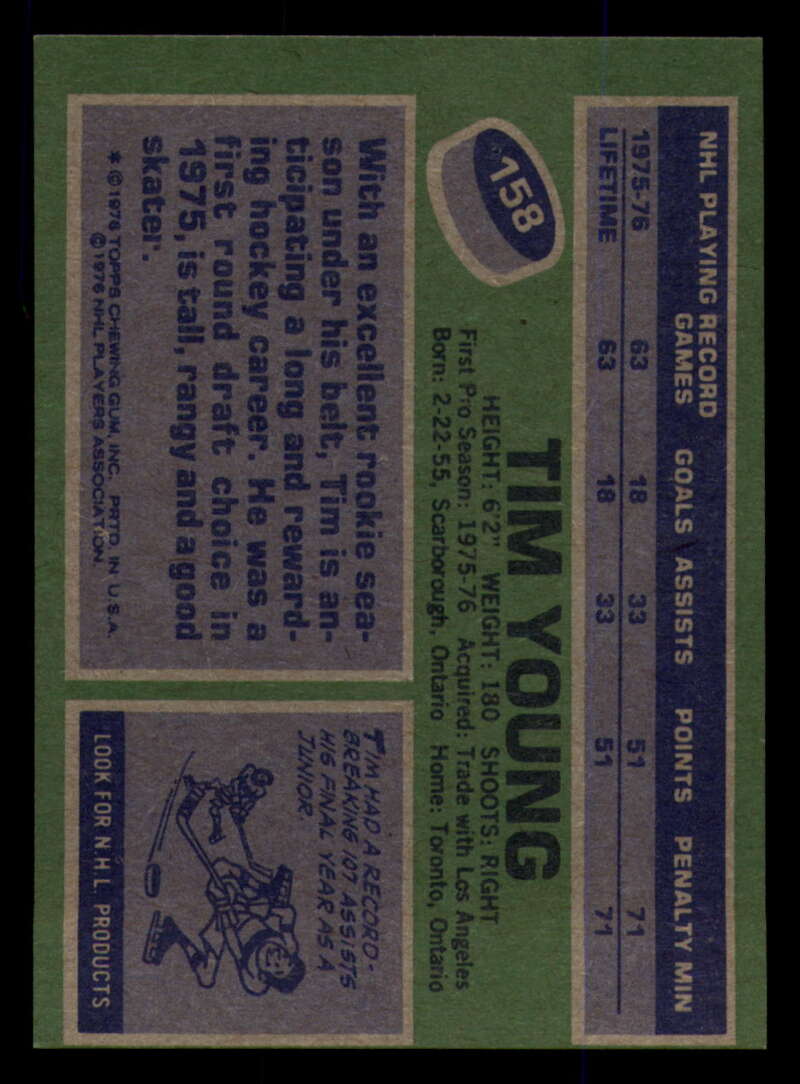 NHL PLAYING RECORD
GAMES GOALS ASSISTS POINTS PENALTY MIN
1975-76 63 18 33 51 71
LIFETIME 63 18 33 51 71
158
TIM YOUNG
HEIGHT: 6'2" WEIGHT: 180 SHOOTS: RIGHT
First Pro Season: 1975-76 Acquired: Trade with Los Angeles
Born: 2-22-55, Scarborough, Ontario Home: Toronto, Ontario
With an excellent rookie sea-
son under his belt, Tim is an-
ticipating a long and reward-
ing hockey career. He was a
first round draft choice in
1975, is tall, rangy and a good
skater.
* © 1976 TOPPS CHEWING GUM, INC. PRTD. IN U.S.A.
© 1976 NHL PLAYERS ASSOCIATION.
TIM HAD A RECORD-
BREAKING 107 ASSISTS
HIS FINAL YEAR AS A
JUNIOR.
LOOK FOR N.H.L. PRODUCTS